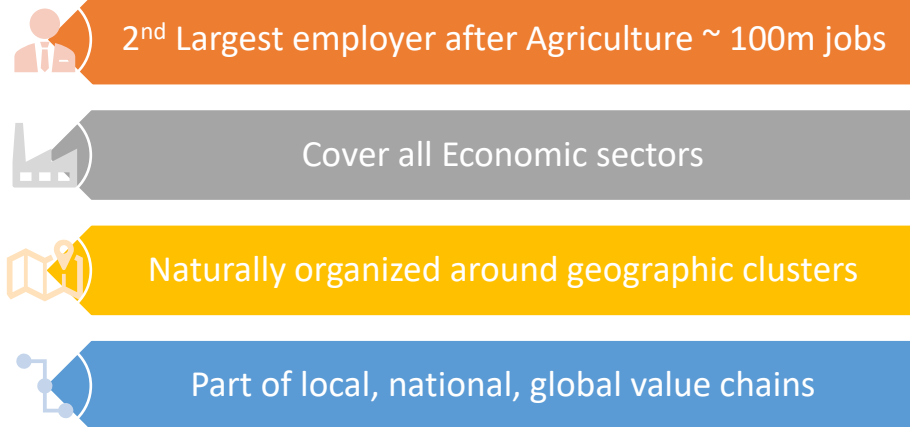 2nd Largest employer after Agriculture ~ 100m jobs
Cover all Economic sectors
Naturally organized around geographic clusters
Part of local, national, global value chains